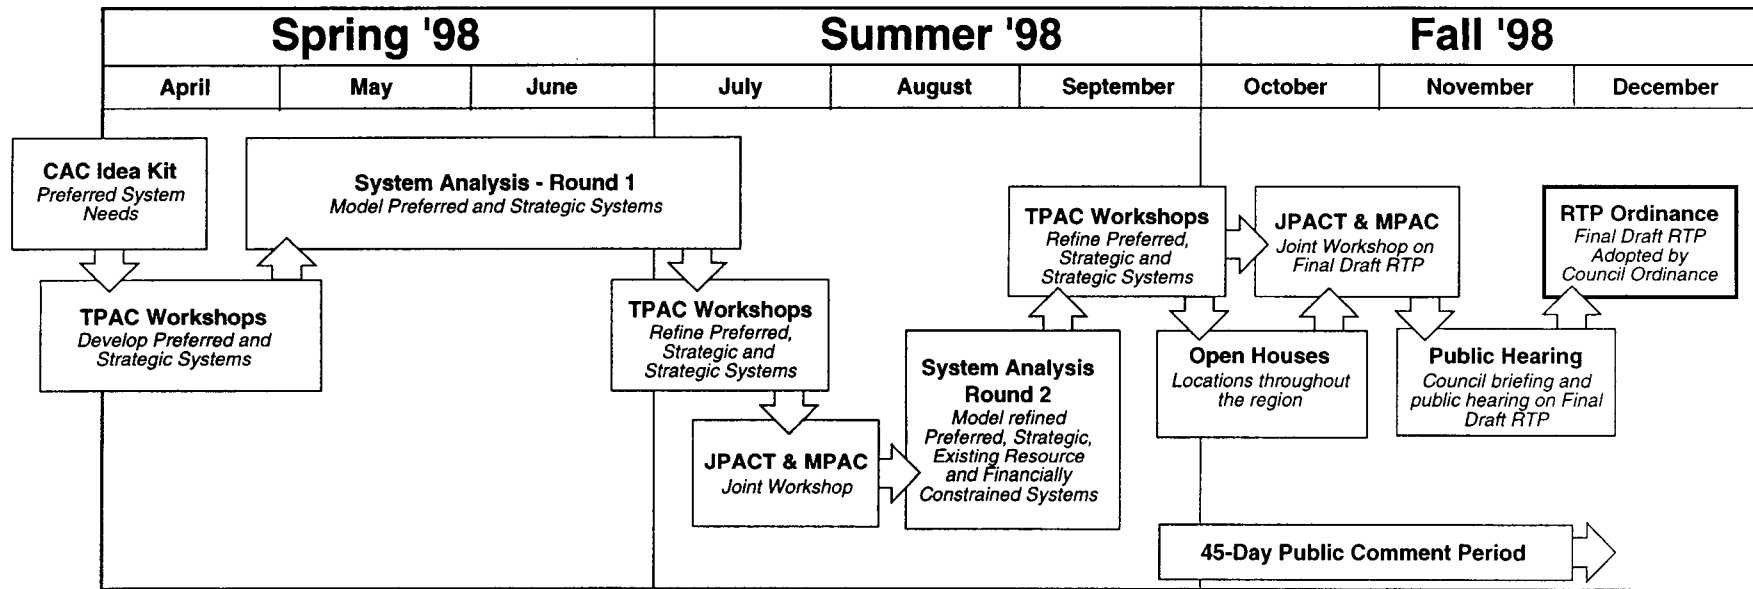 Spring '98
Summer '98
Fall '98
April
May
June
July
August
September
October
November
December
CAC Idea Kit
Preferred System
Needs
TPAC Workshops
Develop Preferred and
Strategic Systems
System Analysis - Round 1
Model Preferred and Strategic Systems
TPAC Workshops
Refine Preferred,
Strategic and
Strategic Systems
JPACT & MPAC
Joint Workshop
System Analysis
Round 2
Model refined
Preferred, Strategic,
Existing Resource
and Financially
Constrained Systems
TPAC Workshops
Refine Preferred,
Strategic and
Strategic Systems
Open Houses
Locations throughout
the region
JPACT & MPAC
Joint Workshop on
Final Draft RTP
Public Hearing
Council briefing and
public hearing on Final
Draft RTP
RTP Ordinance
Final Draft RTP
Adopted by
Council Ordinance
45-Day Public Comment Period